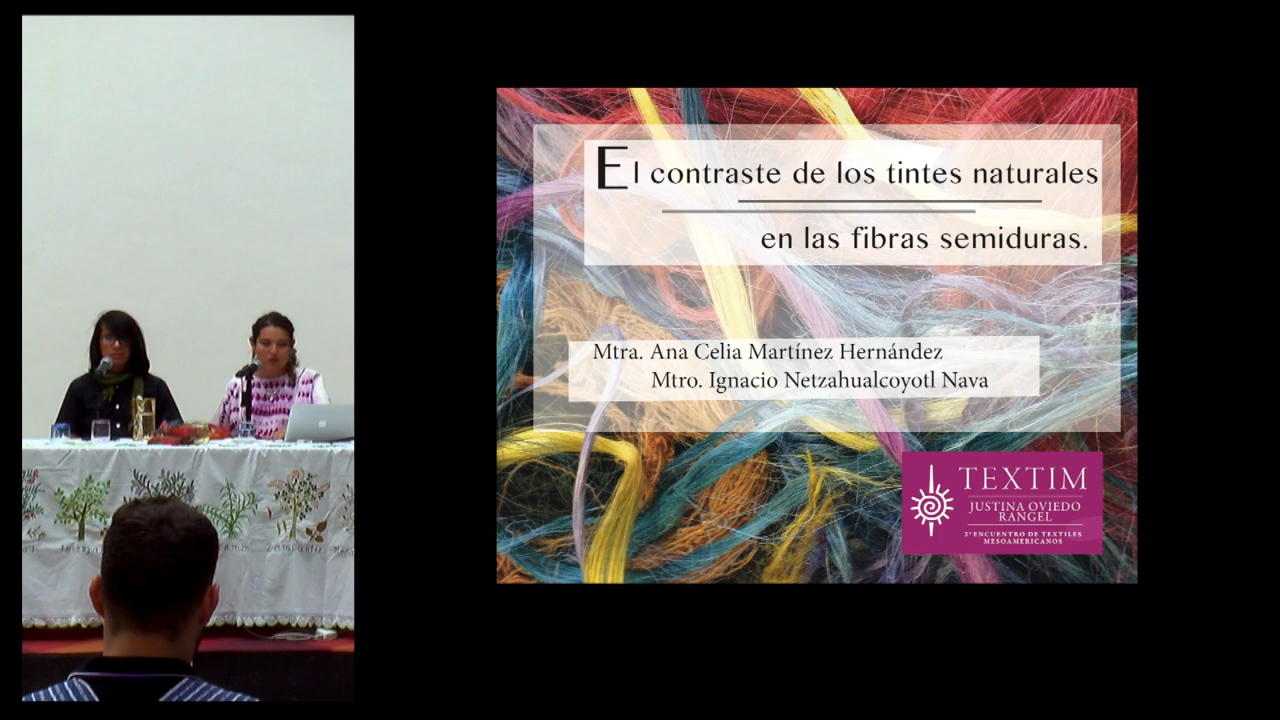 El contraste de los tintes naturales
en las fibras semiduras.
Mtra. Ana Celia Martínez Hernández
Mtro. Ignacio Netzahualcoyotl Nava
TEXTIM
JUSTINA OVIEDO
RANGEL
2º ENCUENTRO DE TEXTILES
MESOAMERICANOS